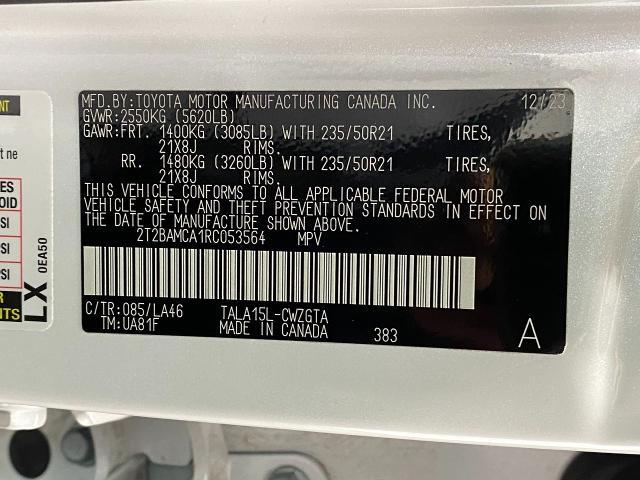 MFD.BY:TOYOTA MOTOR MANUFACTURING CANADA INC. 12/23
GVWR:2550KG (5620LB)
GAWR:FRT. 1400KG (3085LB) WITH 235/50R21 TIRES,
21X8J RIMS.
RR. 1480KG (3260LB) WITH 235/50R21 TIRES,
21X8J RIMS.
THIS VEHICLE CONFORMS TO ALL APPLICABLE FEDERAL MOTOR
VEHICLE SAFETY AND THEFT PREVENTION STANDARDS IN EFFECT ON
THE DATE OF MANUFACTURE SHOWN ABOVE.
2T2BAMCA1RC053564 MPV
C/TR:085/LA46 TALA15L-CWZGTA
TM:UA81F MADE IN CANADA 383
A
LX
0EA50